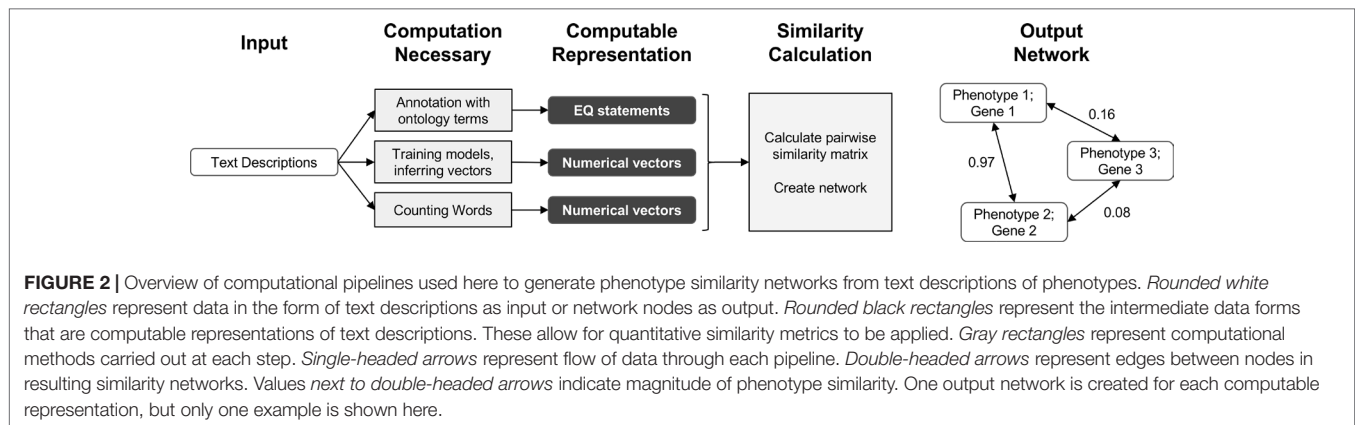 Input
Computation
Necessary
Computable
Representation
Similarity
Calculation
Output
Network
Text Descriptions
Annotation with
ontology terms
Training models,
inferring vectors
Counting Words
EQ statements
Numerical vectors
Numerical vectors
Calculate pairwise
similarity matrix
Create network
Phenotype 1;
Gene 1
0.16
Phenotype 3;
Gene 3
0.97
Phenotype 2;
Gene 2
0.08
FIGURE 2 | Overview of computational pipelines used here to generate phenotype similarity networks from text descriptions of phenotypes. Rounded white
rectangles represent data in the form of text descriptions as input or network nodes as output. Rounded black rectangles represent the intermediate data forms
that are computable representations of text descriptions. These allow for quantitative similarity metrics to be applied. Gray rectangles represent computational
methods carried out at each step. Single-headed arrows represent flow of data through each pipeline. Double-headed arrows represent edges between nodes in
resulting similarity networks. Values next to double-headed arrows indicate magnitude of phenotype similarity. One output network is created for each computable
representation, but only one example is shown here.